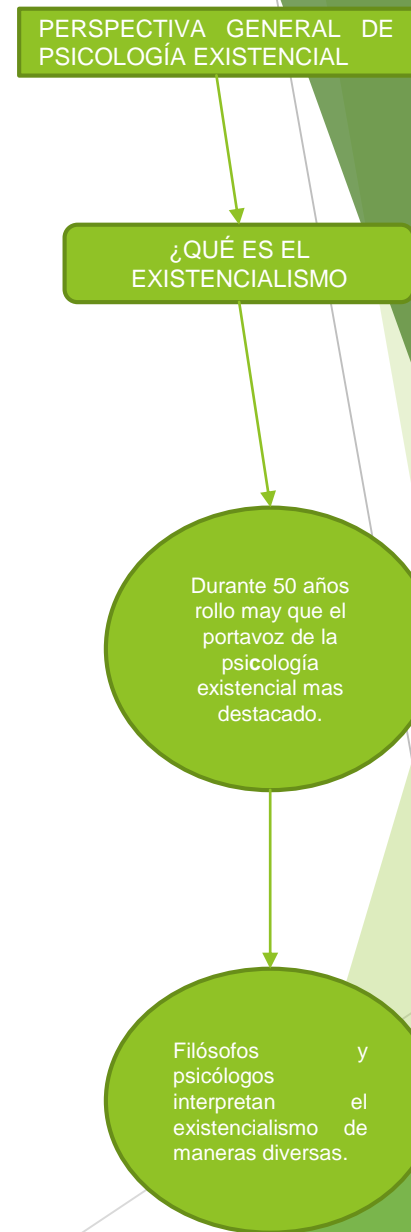 PERSPECTIVA GENERAL DE
PSICOLOGÍA EXISTENCIAL
¿QUÉ ES EL
EXISTENCIALISMO
Durante 50 años
rollo may que el
portavoz de la
psicología
existencial mas
destacado.
Filósofos y
psicólogos
interpretan el
existencialismo de
maneras diversas.